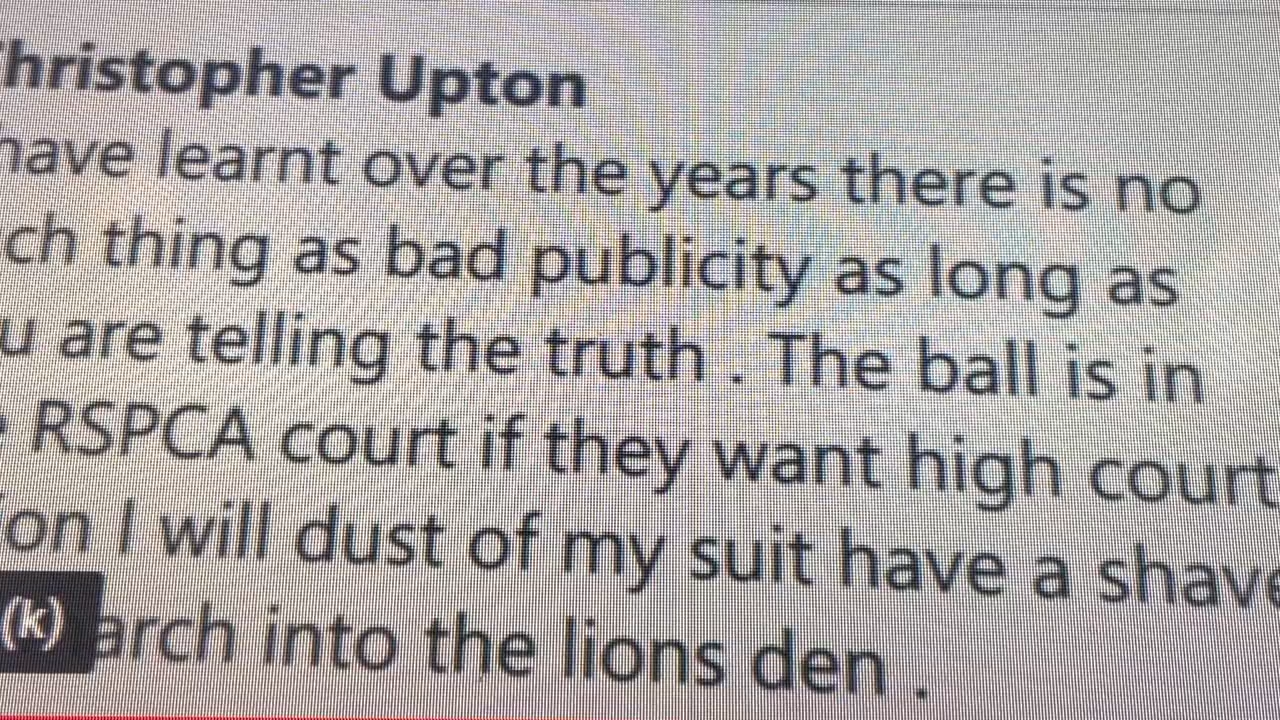 hristopher Upton
have learnt over the years there is no
ch thing as bad publicity as long as
u are telling the truth . The ball is in
RSPCA court if they want high court
on I will dust of my suit have a shave
(k) arch into the lions den .